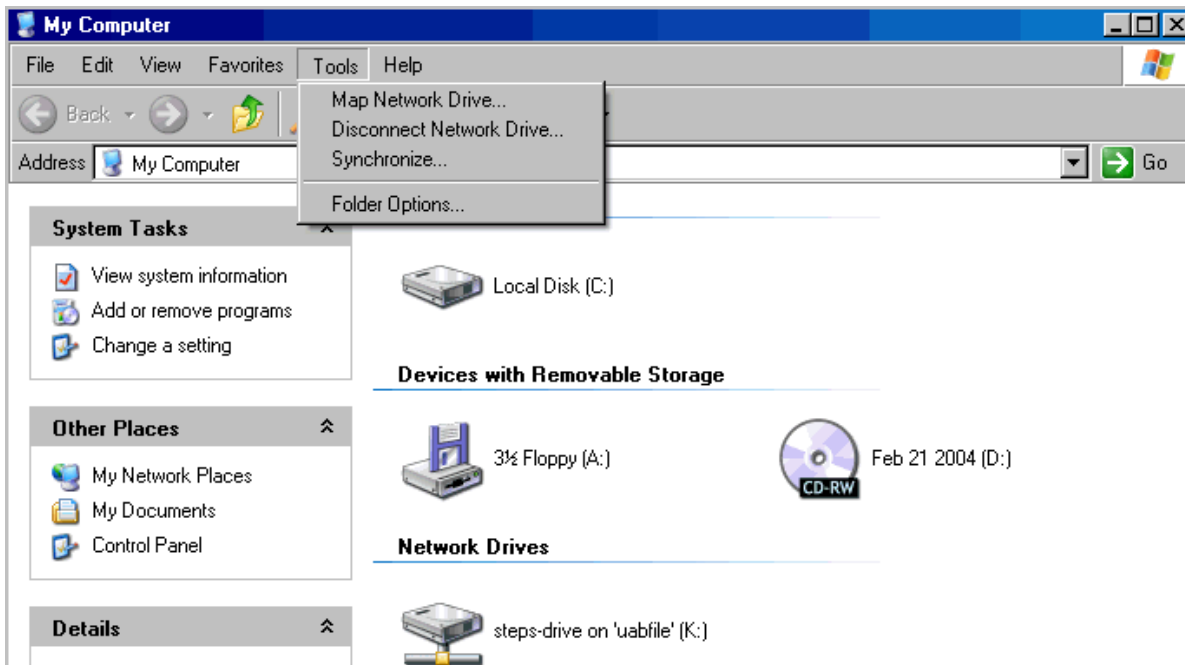 My Computer
File Edit View Favorites Tools Help
Back
Map Network Drive...
Disconnect Network Drive...
Synchronize...
Folder Options...
Address My Computer Go
System Tasks
View system information
Add or remove programs
Change a setting
Other Places
My Network Places
My Documents
Control Panel
Details
Local Disk (C:)
Devices with Removable Storage
3½ Floppy (A:)
CD-RW
Feb 21 2004 (D:)
Network Drives
steps-drive on 'uabfile' (K:)